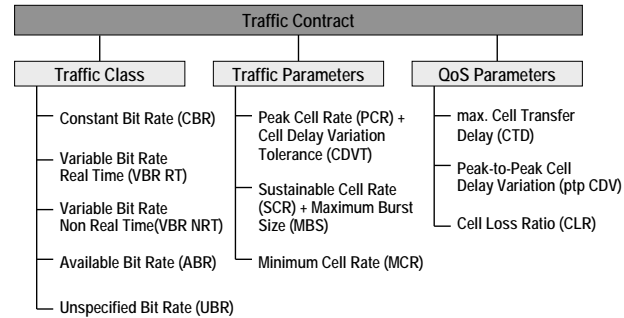 Traffic Contract
Traffic Class
Constant Bit Rate (CBR)
Variable Bit Rate
Real Time (VBR RT)
Variable Bit Rate
Non Real Time(VBR NRT)
Available Bit Rate (ABR)
Unspecified Bit Rate (UBR)
Traffic Parameters
Peak Cell Rate (PCR) +
Cell Delay Variation
Tolerance (CDVT)
Sustainable Cell Rate
(SCR) + Maximum Burst
Size (MBS)
Minimum Cell Rate (MCR)
QoS Parameters
max. Cell Transfer
Delay (CTD)
Peak-to-Peak Cell
Delay Variation (ptp CDV)
Cell Loss Ratio (CLR)